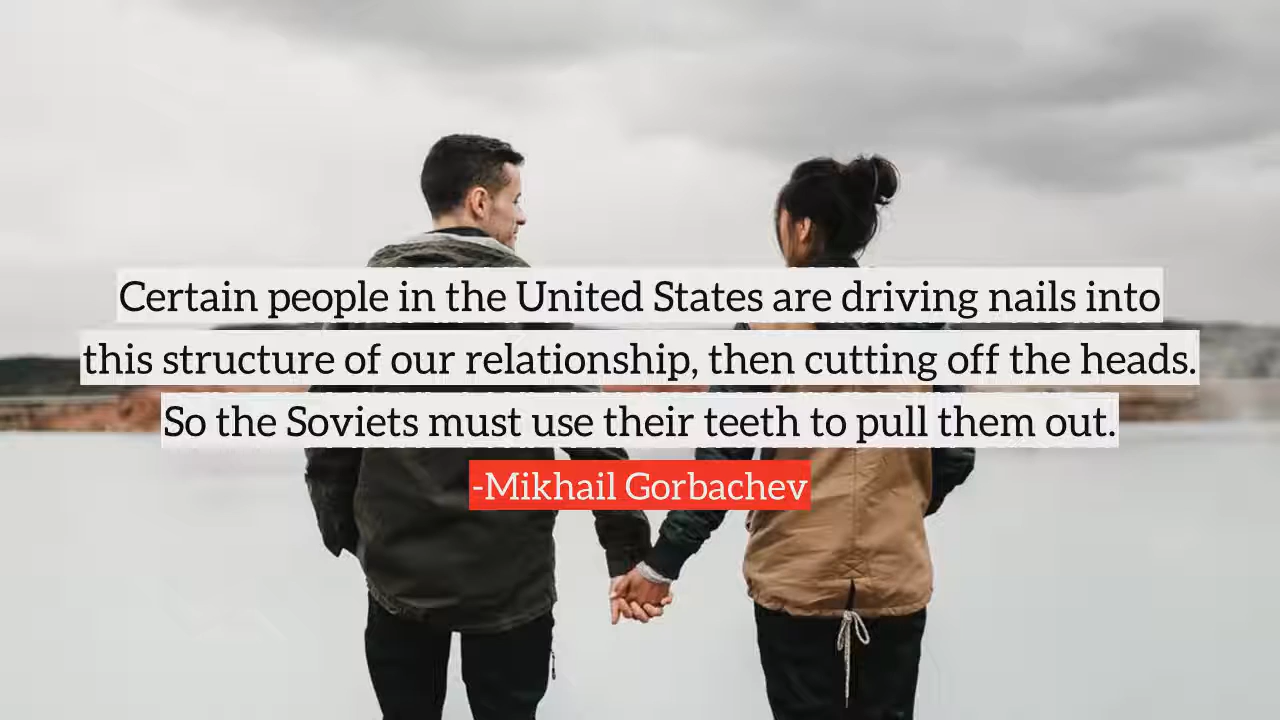 Certain people in the United States are driving nails into
this structure of our relationship, then cutting off the heads.
So the Soviets must use their teeth to pull them out.
-Mikhail Gorbachev